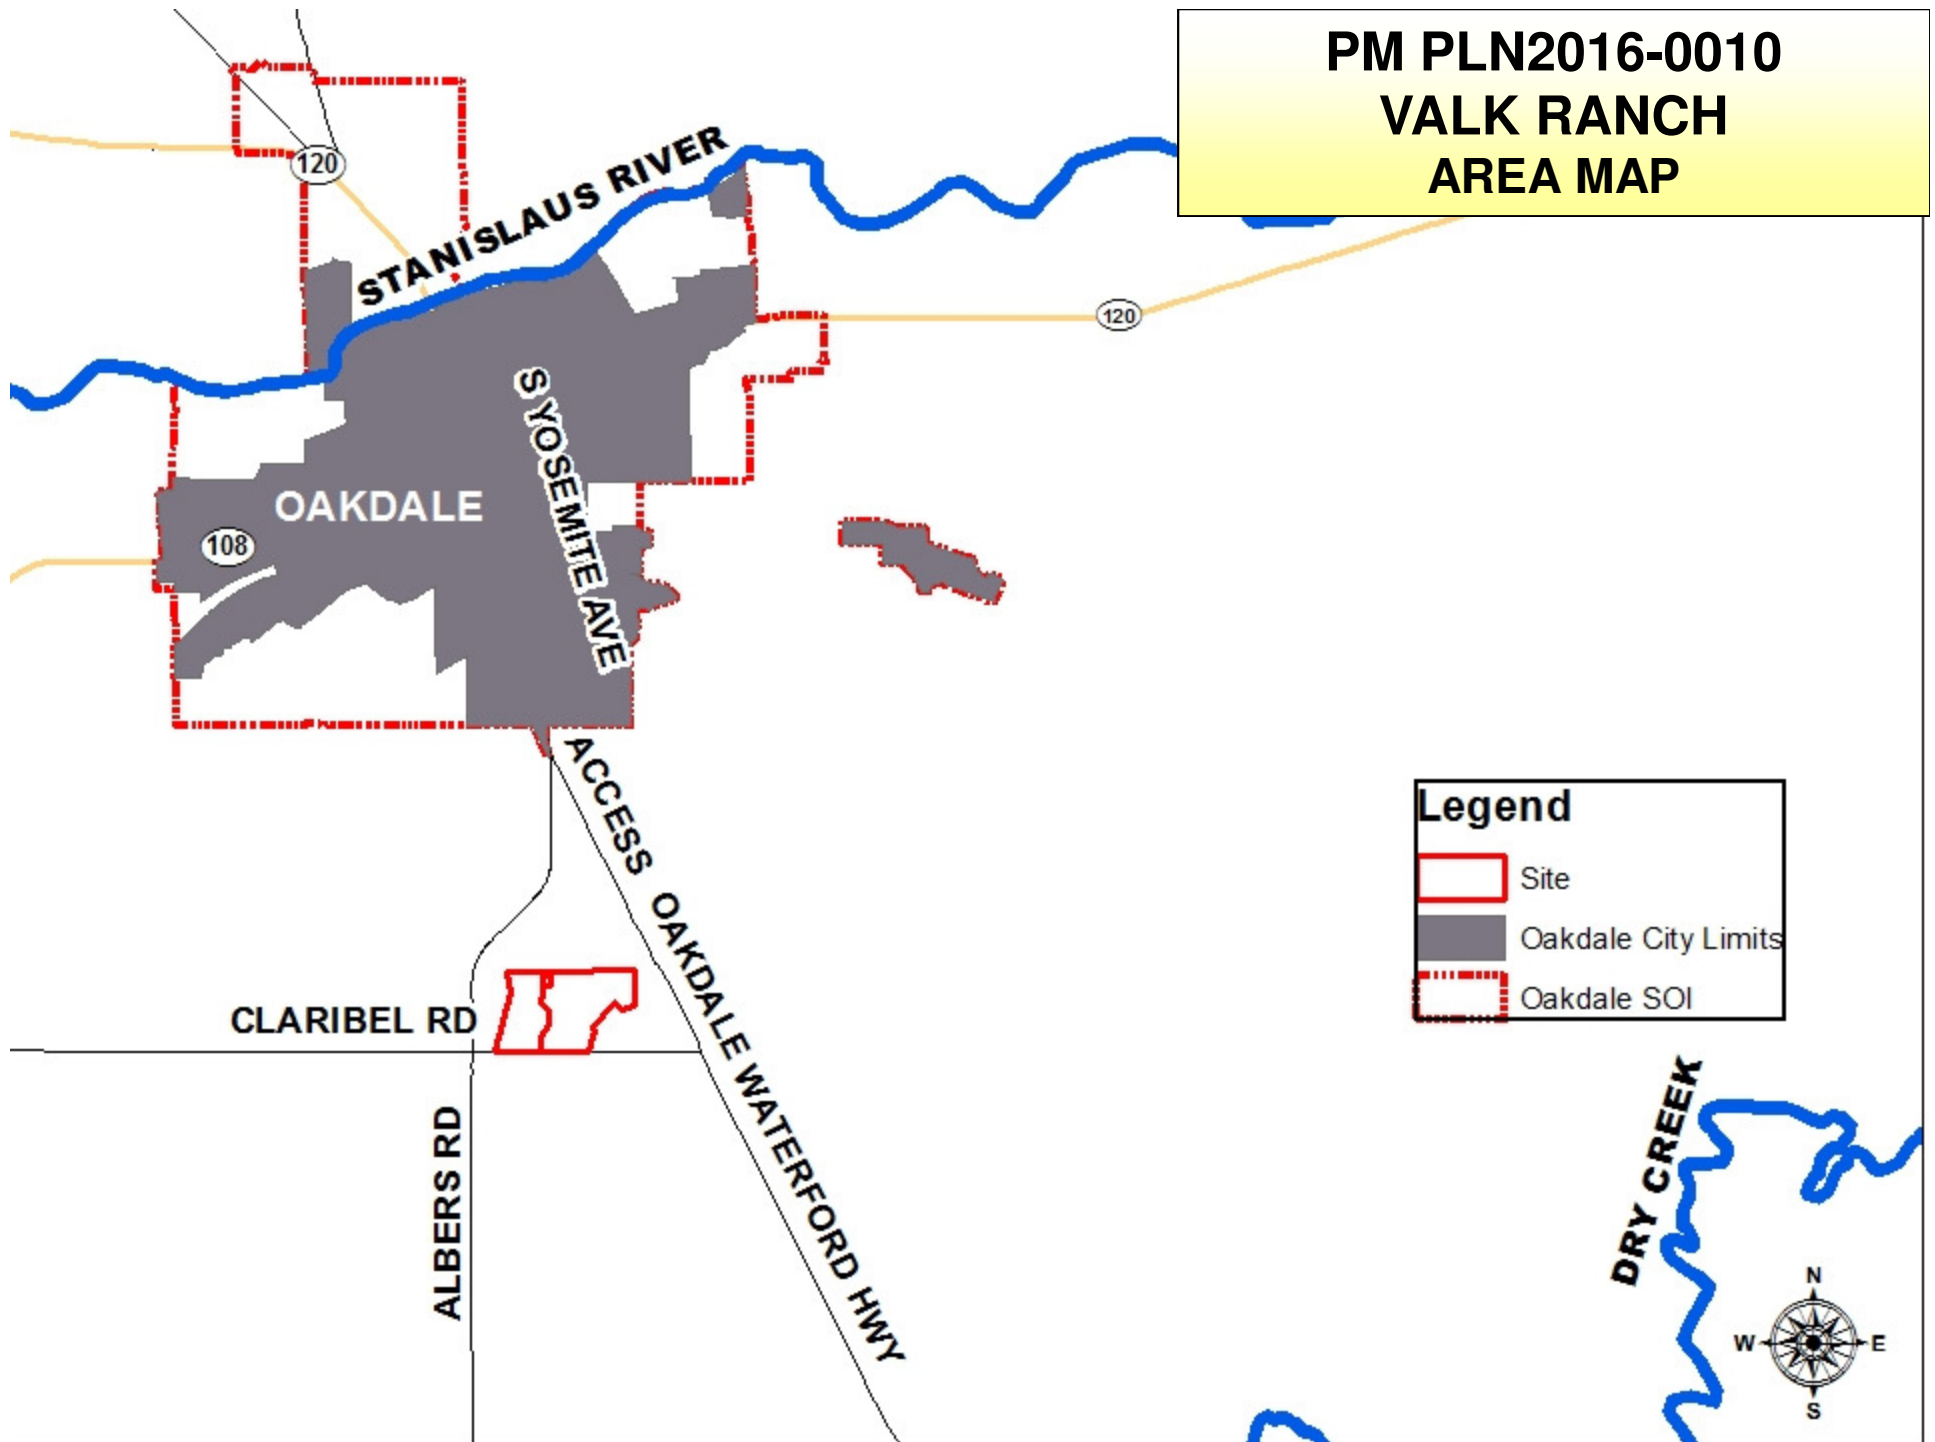 PM PLN2016-0010
VALK RANCH
AREA MAP
120
STANISLAUS RIVER
120
S YOSEMITE AVE
OAKDALE
108
ACCESS OAKDALE WATERFORD HWY
Legend
Site
Oakdale City Limits
Oakdale SOI
CLARIBEL RD
ALBERS RD
DRY CREEK
N
W E
S